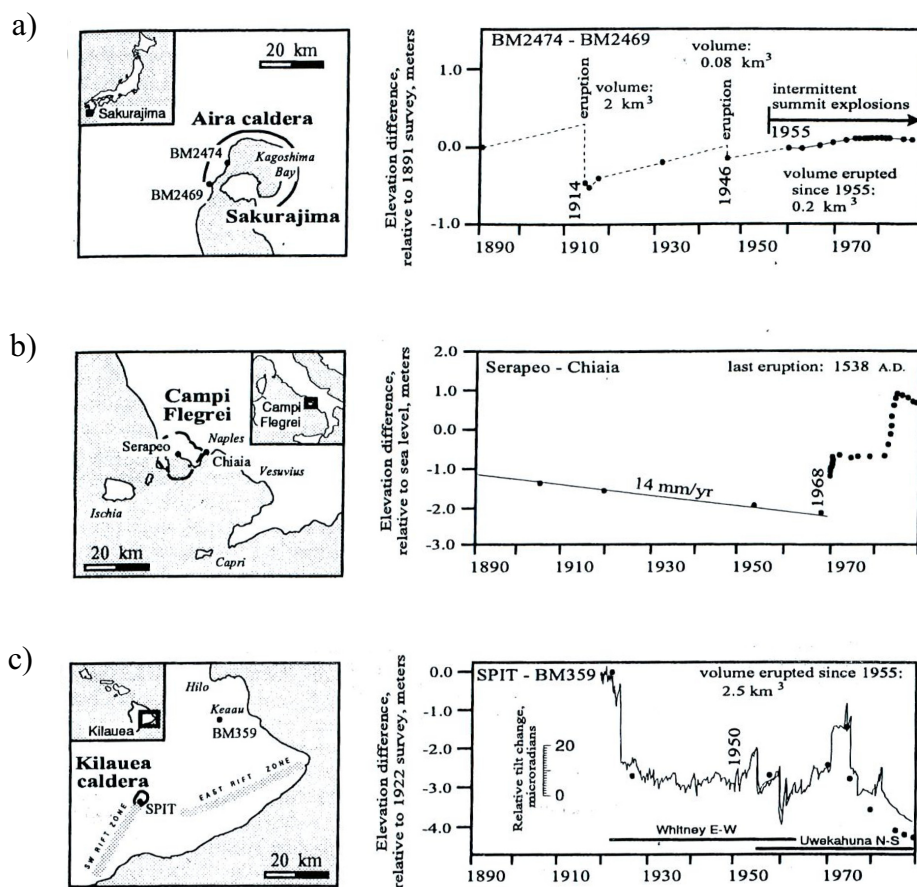 a)
20 km
Sakurajima
Aira caldera
BM2474
Kagoshima
Bay
BM2469
Sakurajima
Elevation difference,
relative to 1891 survey, meters
BM2474 - BM2469
1.0
0.0
-1.0
eruption
volume:
2 km3
volume:
0.08 km3
eruption
intermittent
summit explosions
1955
1914
1946
volume erupted
since 1955:
0.2 km3
1890
1910
1930
1950
1970
b)
Campi
Flegrei
Campi
Flegrei
Serapeo
Naples
Chiaia
Vesuvius
Ischia
20 km
Capri
Elevation difference,
relative to sea level, meters
2.0
1.0
0.0
-1.0
-2.0
-3.0
Serapeo - Chiaia
last eruption: 1538 A.D.
14 mm/yr
1968
1890
1910
1930
1950
1970
c)
Hilo
Keaau
BM359
Kilauea
Kilauea
caldera
SPIT
EAST RIFT ZONE
SW RIFT ZONE
20 km
Elevation difference,
relative to 1922 survey, meters
SPIT - BM359
0.0
-1.0
-2.0
-3.0
-4.0
volume erupted since 1955:
2.5 km3
Relative tilt change,
microradians
20
0
1950
Whitney E-W
Uwekahuna N-S
1890
1910
1930
1950
1970